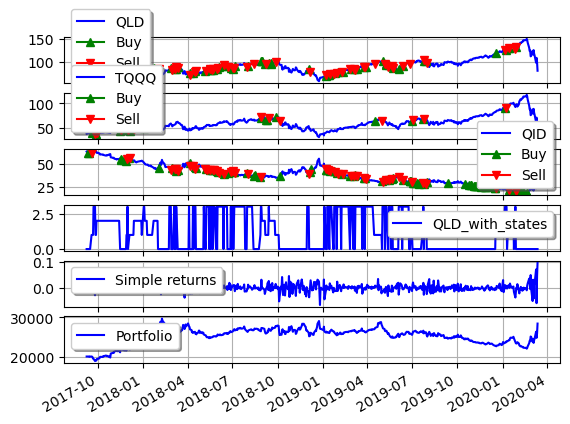 QLD
Buy
Sell
150
100
TQQQ
Buy
Sell
100
50
QID
Buy
Sell
50
25
QLD_with_states
2.5
0.0
Simple returns
0.1
0.0
Portfolio
30000
20000
2017-10
2018-01
2018-04
2018-07
2018-10
2019-01
2019-04
2019-07
2019-10
2020-01
2020-04